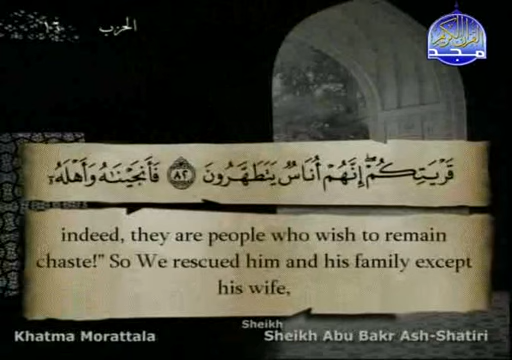 الحزب
قَرْيَتِكُمْ ۖ إِنَّهُمْ أُنَاسٌ يَتَطَهَّرُونَ ٨٢ فَأَنجَيْنَـٰهُ وَأَهْلَهُۥٓ
indeed, they are people who wish to remain
chaste!" So We rescued him and his family except
his wife,
Sheikh
Khatma Morattala Sheikh Abu Bakr Ash-Shatiri